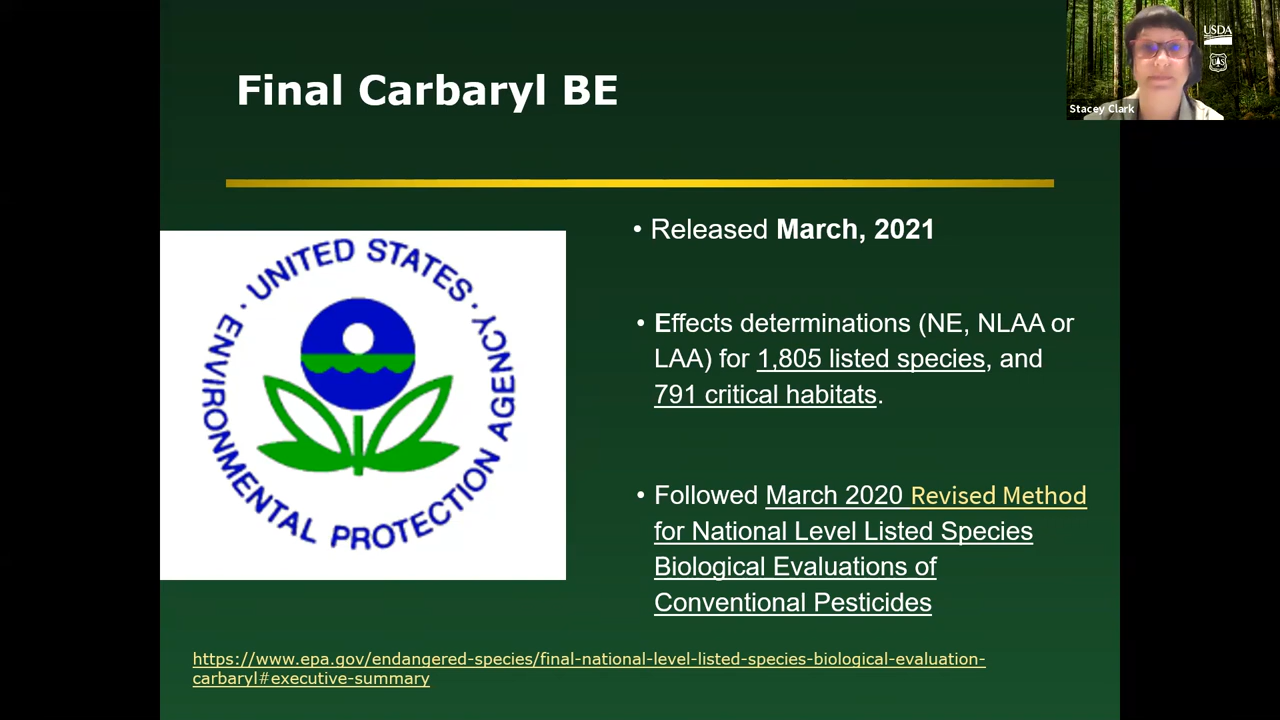 Final Carbaryl BE
USDA
Stacey Clark
• Released March, 2021
UNITED STATES · ENVIRONMENTAL PROTECTION AGENCY ·
• Effects determinations (NE, NLAA or
LAA) for 1,805 listed species, and
791 critical habitats.
• Followed March 2020 Revised Method
for National Level Listed Species
Biological Evaluations of
Conventional Pesticides
https://www.epa.gov/endangered-species/final-national-level-listed-species-biological-evaluation-
carbaryl#executive-summary